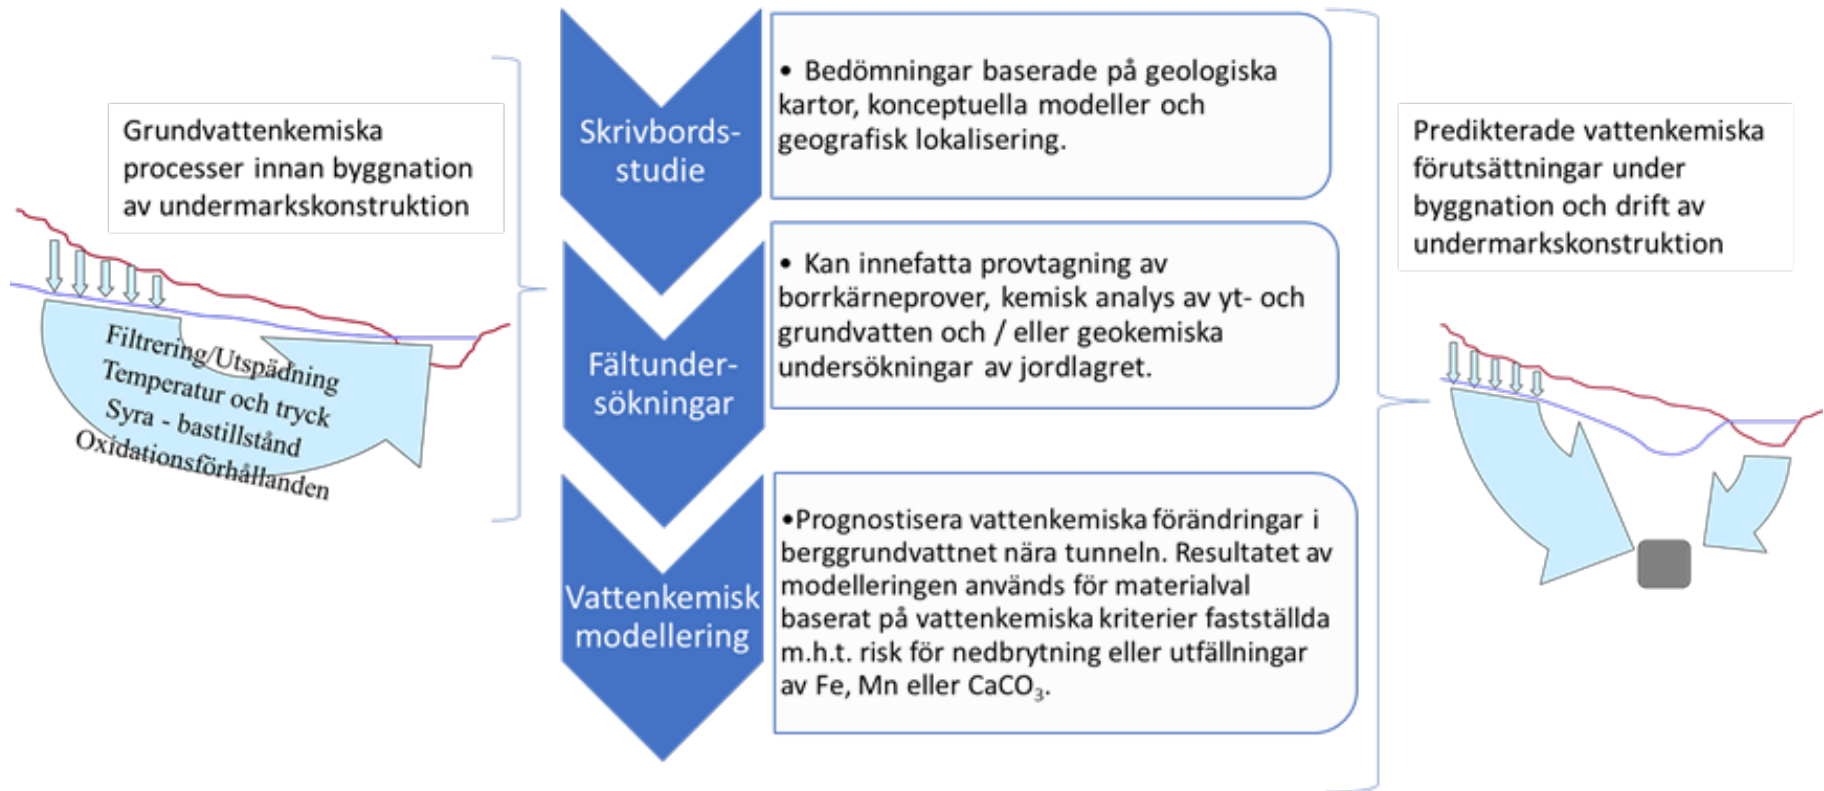 Grundvattenkemiska
processer innan byggnation
av undermarkskonstruktion
Filtrering/Utspädning
Temperatur och tryck
Syra - bastillstånd
Oxidationsförhållanden
Skrivbords-
studie
• Bedömningar baserade på geologiska
kartor, konceptuella modeller och
geografisk lokalisering.
Fältunder-
sökningar
• Kan innefatta provtagning av
borrkärneprover, kemisk analys av yt- och
grundvatten och / eller geokemiska
undersökningar av jordlagret.
Vattenkemisk
modellering
•Prognostisera vattenkemiska förändringar i
berggrundvattnet nära tunneln. Resultatet av
modelleringen används för materialval
baserat på vattenkemiska kriterier fastställda
m.h.t. risk för nedbrytning eller utfällningar
av Fe, Mn eller CaCO₃.
Predikterade vattenkemiska
förutsättningar under
byggnation och drift av
undermarkskonstruktion